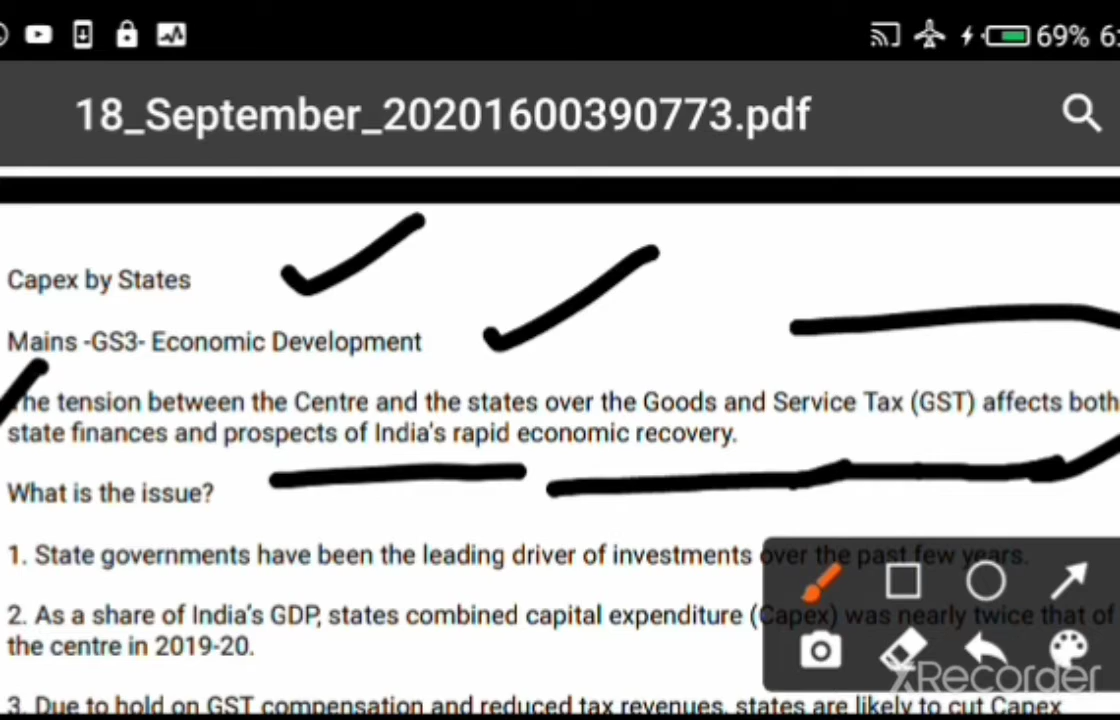 69% 6:
18_September_20201600390773.pdf
Capex by States
Mains -GS3- Economic Development
The tension between the Centre and the states over the Goods and Service Tax (GST) affects both
state finances and prospects of India's rapid economic recovery.
What is the issue?
1. State governments have been the leading driver of investments over the past few years.
2. As a share of India's GDP, states combined capital expenditure (Capex) was nearly twice that of
the centre in 2019-20.
3. Due to hold on GST compensation and reduced tax revenues, states are likely to cut Capex
XRecorder